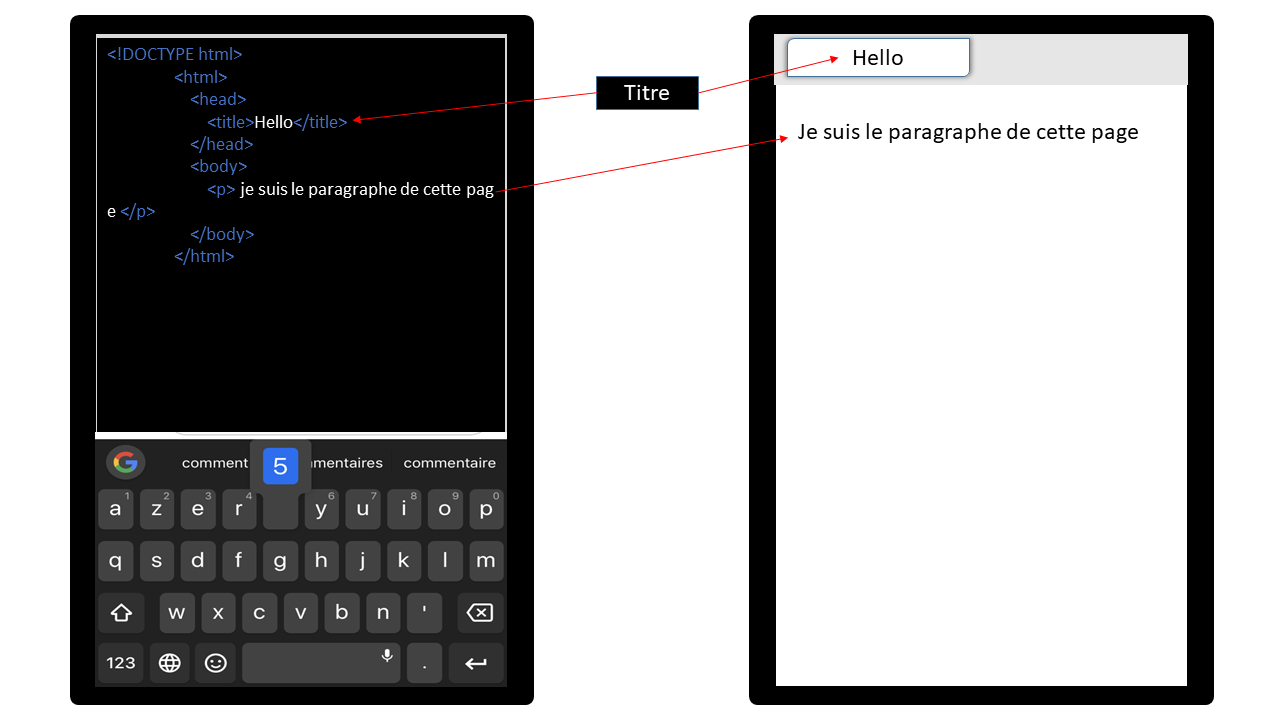 <!DOCTYPE html>
<html>
<head>
<title>Hello</title>
</head>
<body>
<p> je suis le paragraphe de cette pag
e </p>
</body>
</html>
Titre
Hello
Je suis le paragraphe de cette page
comment 5 mentaires commentaire
1 2 3 4 6 7 8 9 0
a z e r y u i o p
q s d f g h j k l m
w x c v b n '
123 .